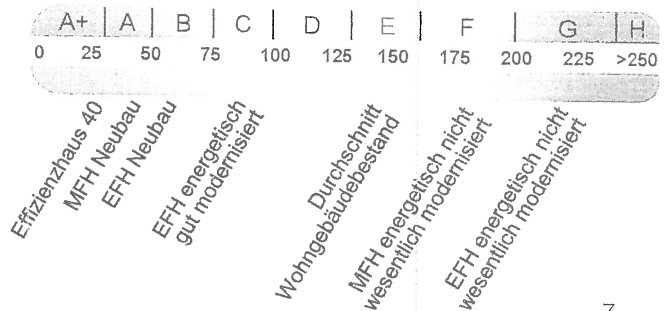 A+ A B C D E F G H
0 25 50 75 100 125 150 175 200 225 >250
Effizienzhaus 40
MFH Neubau
EFH Neubau
EFH energetisch
gut modernisiert
Durchschnitt
Wohngebäudebestand
MFH energetisch nicht
wesentlich modernisiert
EFH energetisch nicht
wesentlich modernisiert